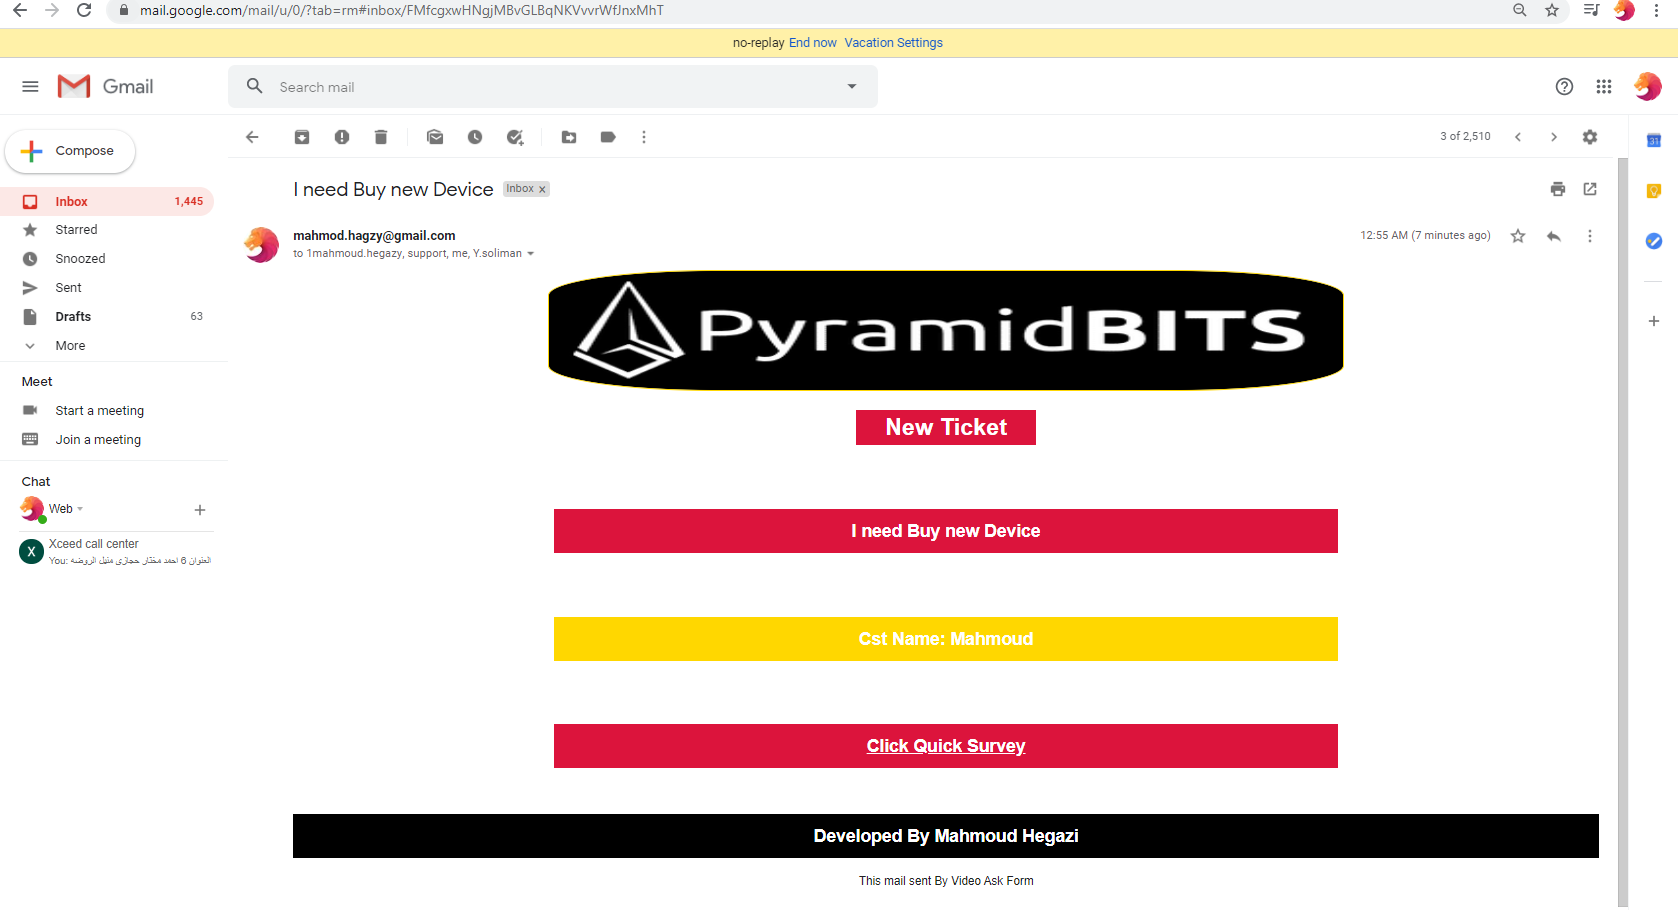 mail.google.com/mail/u/0/?tab=rm#inbox/FMfcgxwHNgjMBvGLBqNKVvvrWfJnxMhT
no-replay End now Vacation Settings
Gmail
Search mail
Compose
3 of 2,510
31
I need Buy new Device
Inbox x
Inbox 1,445
Starred
Snoozed
Sent
Drafts 63
More
mahmod.hagzy@gmail.com
12:55 AM (7 minutes ago)
to 1mahmoud.hegazy, support, me, Y.soliman
PyramidBITS
New Ticket
I need Buy new Device
Cst Name: Mahmoud
Click Quick Survey
Developed By Mahmoud Hegazi
This mail sent By Video Ask Form
Meet
Start a meeting
Join a meeting
Chat
Web
X
Xceed call center
You: العنوان 6 احمد مختار حجازى منيل الروضه